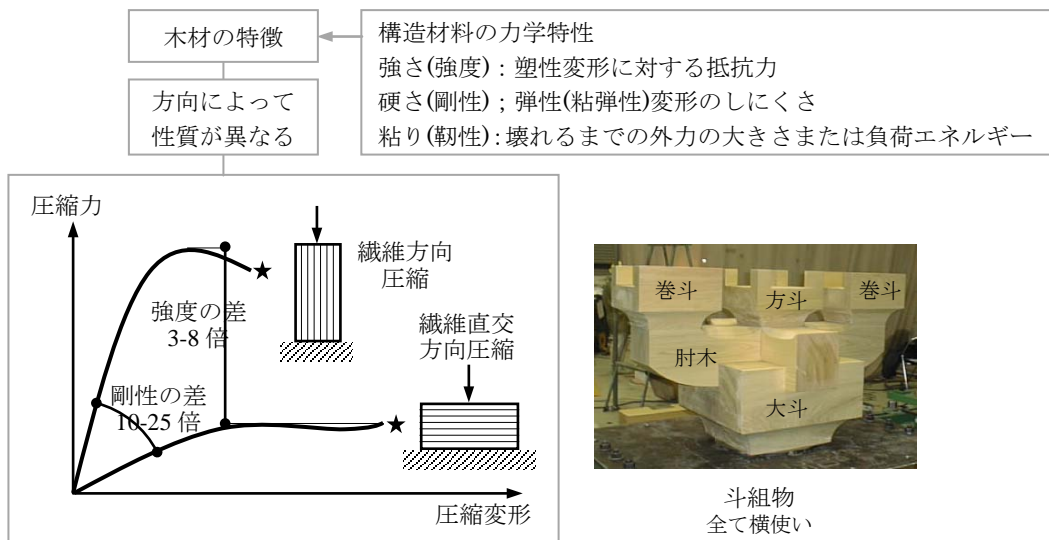 木材の特徴
構造材料の力学特性
強さ(強度) : 塑性変形に対する抵抗力
硬さ(剛性) ; 弾性(粘弾性)変形のしにくさ
粘り(靭性) : 壊れるまでの外力の大きさまたは負荷エネルギー
方向によって
性質が異なる
圧縮力
繊維方向
圧縮
強度の差
3-8 倍
繊維直交
方向圧縮
剛性の差
10-25 倍
圧縮変形
巻斗
方斗
巻斗
肘木
大斗
斗組物
全て横使い